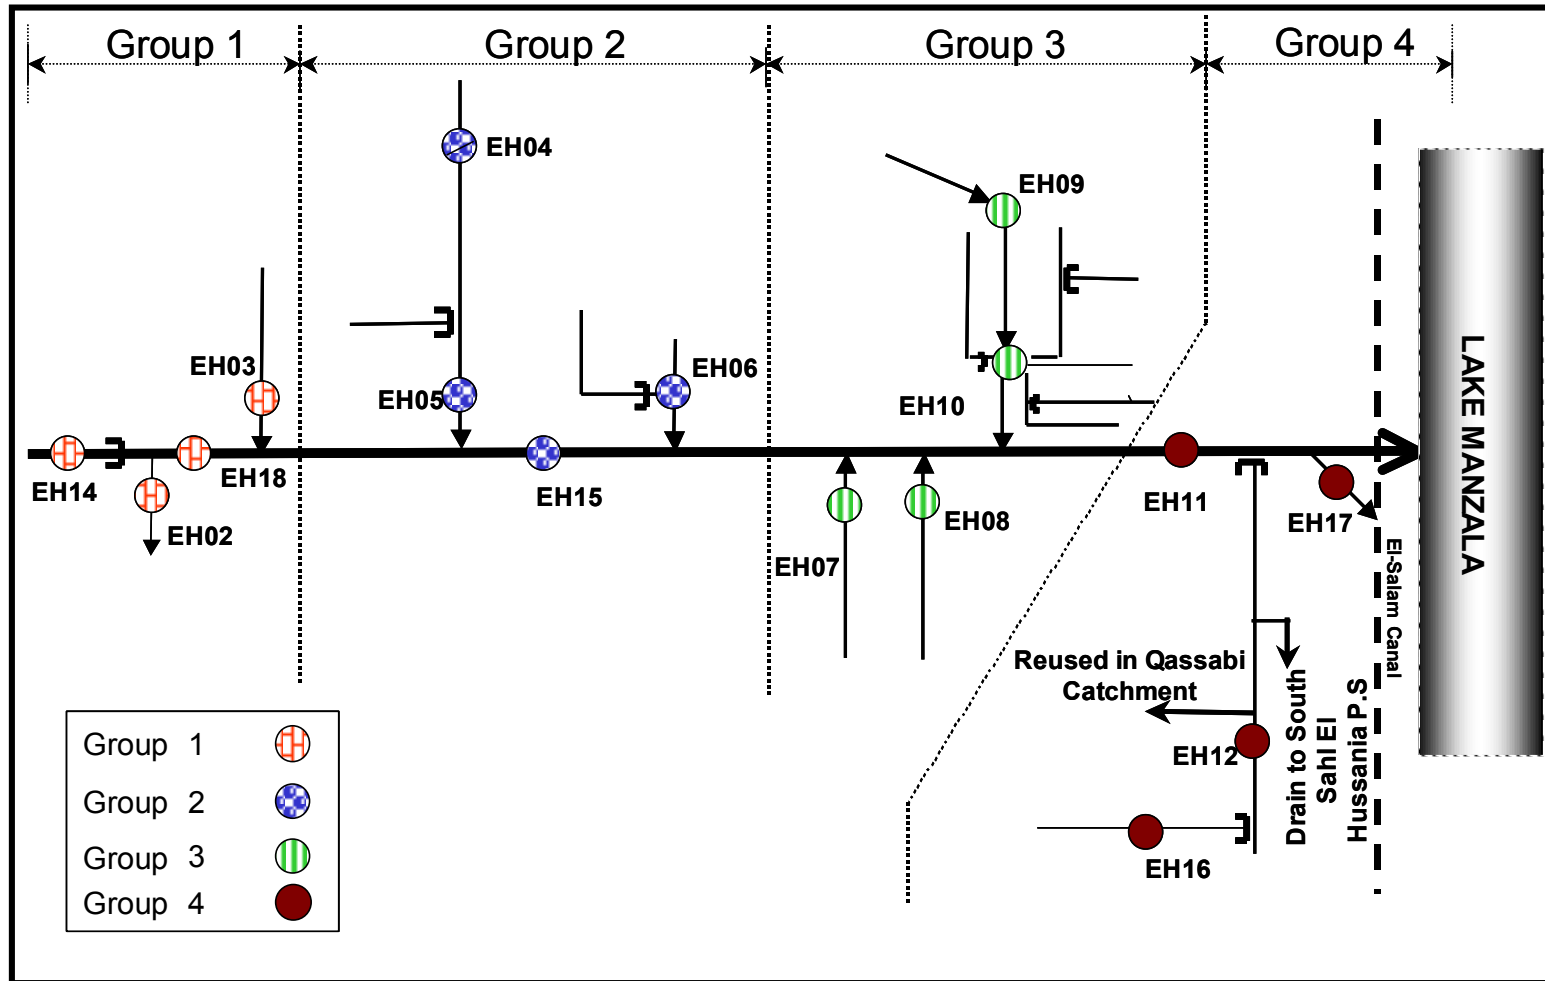 Group 1
Group 2
Group 3
Group 4
EH04
EH09
EH03
EH05
EH06
EH10
EH14
EH18
EH02
EH15
EH07
EH08
EH11
EH17
LAKE MANZALA
El-Salam Canal
Reused in Qassabi
Catchment
EH12
EH16
Drain to South
Sahl El
Hussania P.S
Group 1
Group 2
Group 3
Group 4